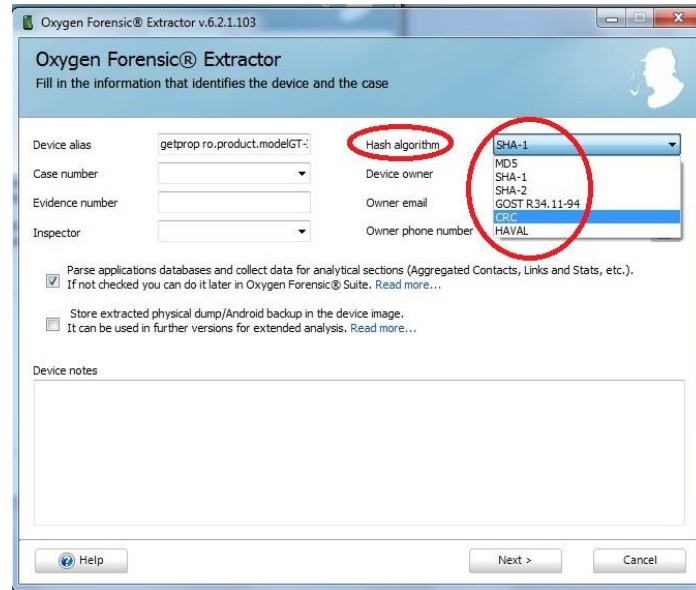 Oxygen Forensic® Extractor v.6.2.1.103
Oxygen Forensic® Extractor
Fill in the information that identifies the device and the case
Device alias
getprop ro.product.modelGT-
Hash algorithm
SHA-1
MD5
SHA-1
SHA-2
GOST R34.11-94
CRC
HAVAL
Case number
Device owner
Evidence number
Owner email
Inspector
Owner phone number
Parse applications databases and collect data for analytical sections (Aggregated Contacts, Links and Stats, etc.).
If not checked you can do it later in Oxygen Forensic® Suite. Read more...
Store extracted physical dump/Android backup in the device image.
It can be used in further versions for extended analysis. Read more...
Device notes
Help
Next >
Cancel